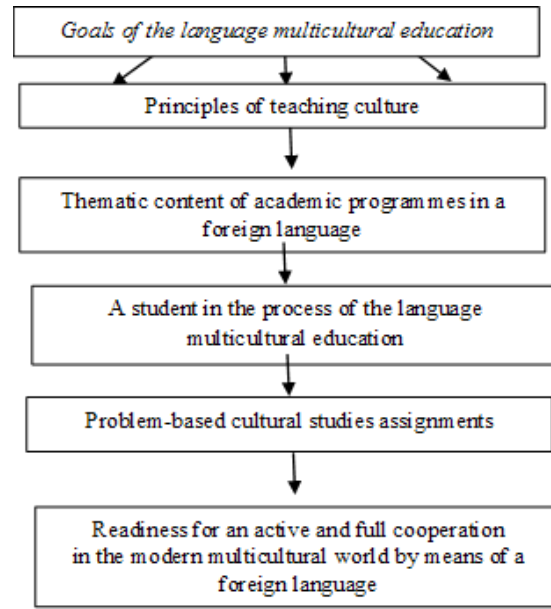 Goals of the language multicultural education
Principles of teaching culture
Thematic content of academic programmes in a
foreign language
A student in the process of the language
multicultural education
Problem-based cultural studies assignments
Readiness for an active and full cooperation
in the modern multicultural world by means of a
foreign language